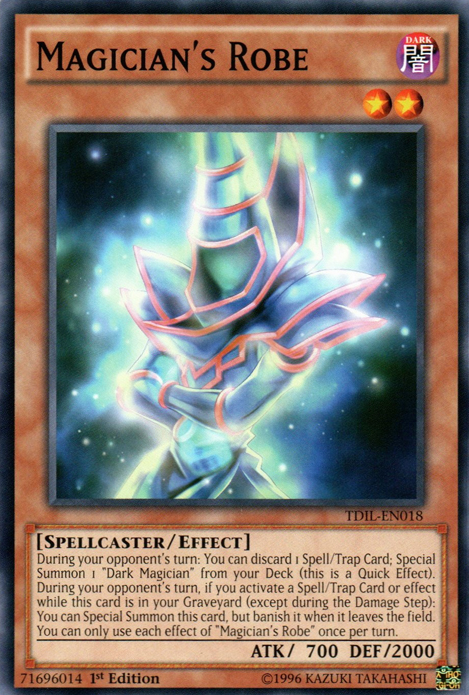 MAGICIAN'S ROBE
DARK
闇
TDIL-EN018
[SPELLCASTER/EFFECT]
During your opponent's turn: You can discard 1 Spell/Trap Card; Special
Summon 1 "Dark Magician" from your Deck (this is a Quick Effect).
During your opponent's turn, if you activate a Spell/Trap Card or effect
while this card is in your Graveyard (except during the Damage Step):
You can Special Summon this card, but banish it when it leaves the field.
You can only use each effect of "Magician's Robe" once per turn.
ATK/ 700 DEF/2000
71696014 1st Edition ©1996 KAZUKI TAKAHASHI